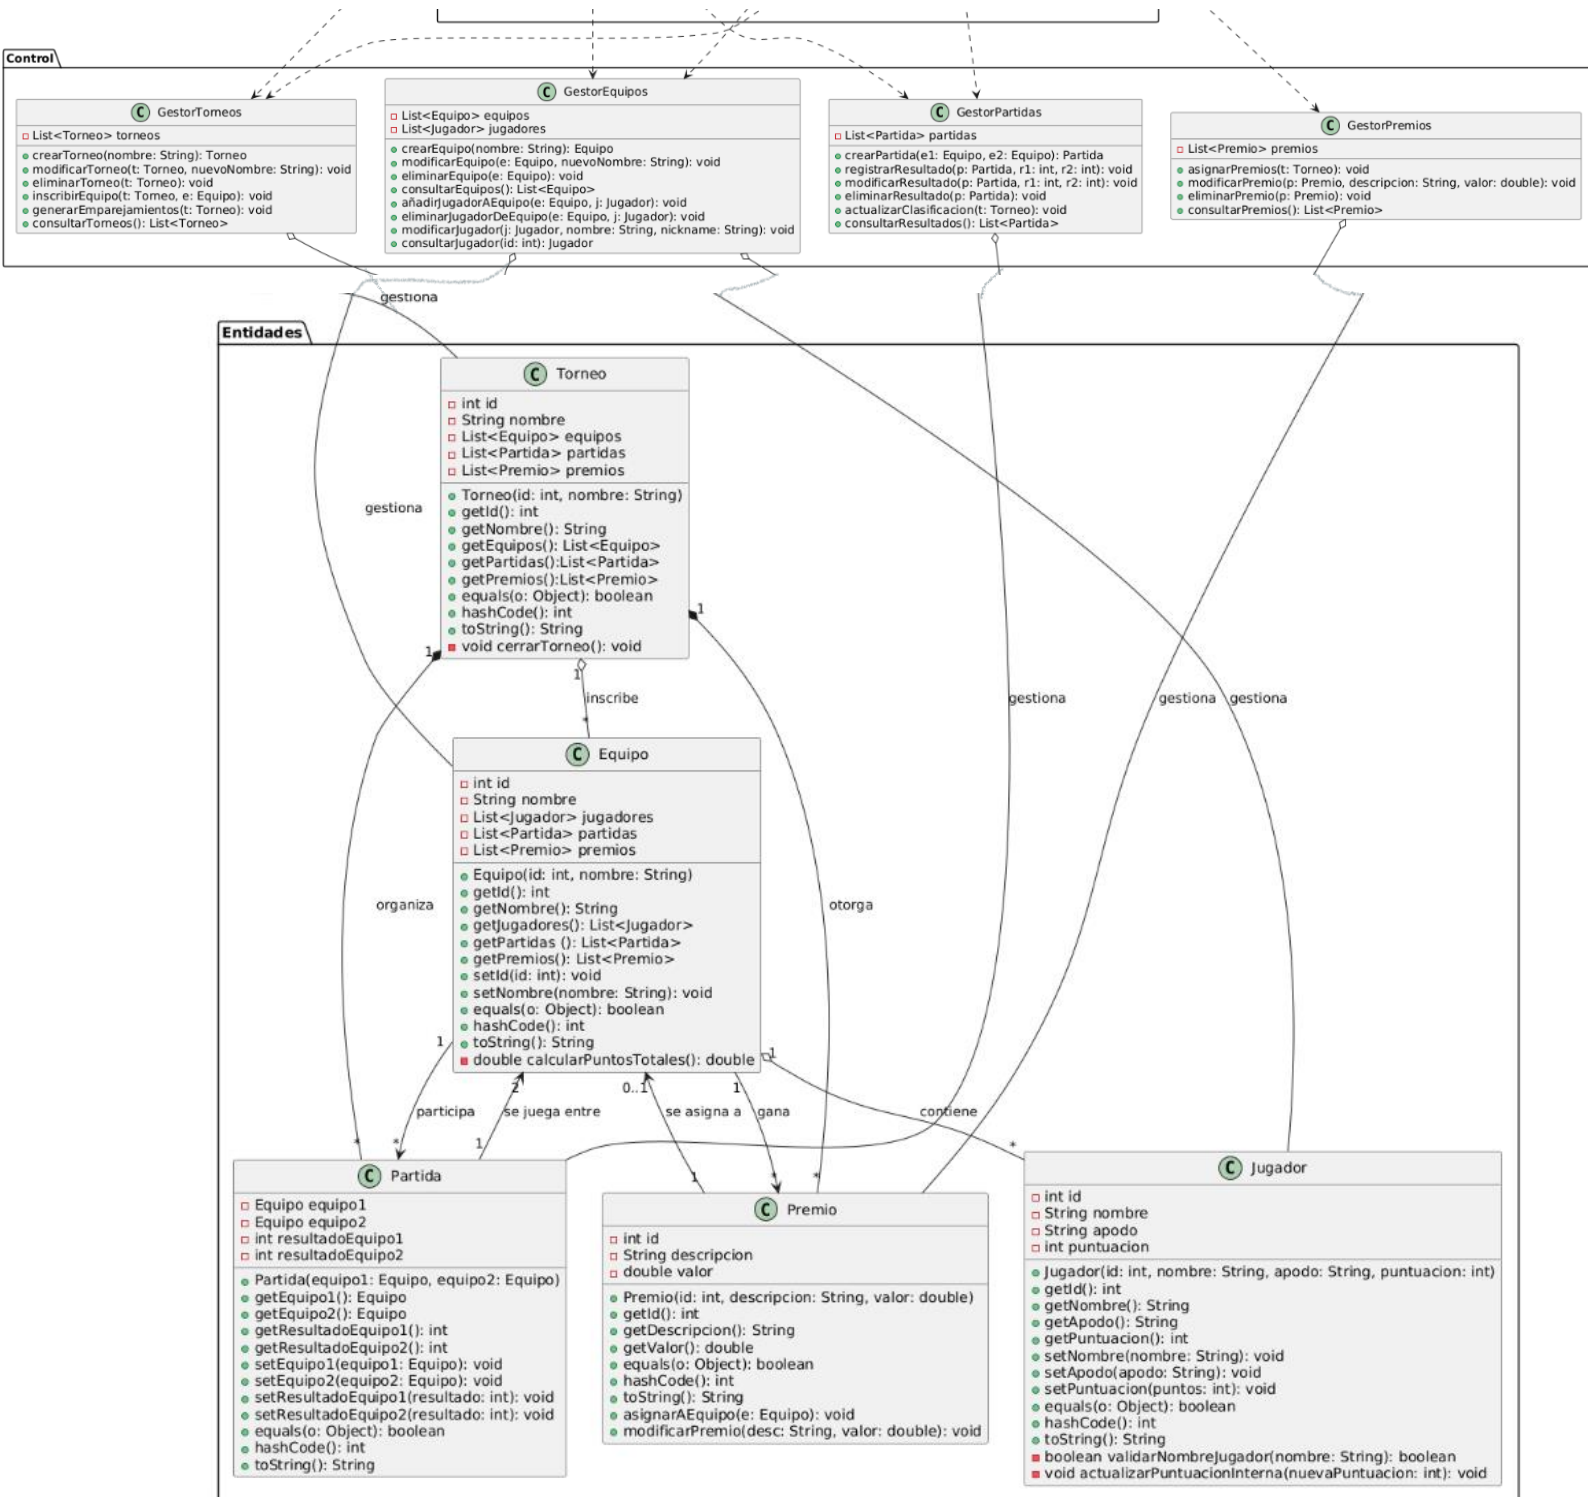 Control
C GestorTorneos
List<Torneo> torneos
crearTorneo(nombre: String): Torneo
modificarTorneo(t: Torneo, nuevoNombre: String): void
eliminarTorneo(t: Torneo): void
inscribirEquipo(t: Torneo, e: Equipo): void
generarEmparejamientos(t: Torneo): void
consultarTorneos(): List<Torneo>
C GestorEquipos
List<Equipo> equipos
List<Jugador> jugadores
crearEquipo(nombre: String): Equipo
modificarEquipo(e: Equipo, nuevoNombre: String): void
eliminarEquipo(e: Equipo): void
consultarEquipos(): List<Equipo>
añadirJugadorAEquipo(e: Equipo, j: Jugador): void
eliminarJugadorDeEquipo(e: Equipo, j: Jugador): void
modificarJugador(j: Jugador, nombre: String, nickname: String): void
consultarJugador(id: int): Jugador
C GestorPartidas
List<Partida> partidas
crearPartida(e1: Equipo, e2: Equipo): Partida
registrarResultado(p: Partida, r1: int, r2: int): void
modificarResultado(p: Partida, r1: int, r2: int): void
eliminarResultado(p: Partida): void
actualizarClasificacion(t: Torneo): void
consultarResultados(): List<Partida>
C GestorPremios
List<Premio> premios
asignarPremios(t: Torneo): void
modificarPremio(p: Premio, descripcion: String, valor: double): void
eliminarPremio(p: Premio): void
consultarPremios(): List<Premio>
gestiona
Entidades
C Torneo
int id
String nombre
List<Equipo> equipos
List<Partida> partidas
List<Premio> premios
Torneo(id: int, nombre: String)
getId(): int
getNombre(): String
getEquipos(): List<Equipo>
getPartidas():List<Partida>
getPremios():List<Premio>
equals(o: Object): boolean
hashCode(): int
toString(): String
void cerrarTorneo(): void
gestiona
1
1
1
inscribe
*
gestiona
gestiona
gestiona
C Equipo
int id
String nombre
List<Jugador> jugadores
List<Partida> partidas
List<Premio> premios
Equipo(id: int, nombre: String)
getId(): int
getNombre(): String
getJugadores(): List<Jugador>
getPartidas (): List<Partida>
getPremios(): List<Premio>
setId(id: int): void
setNombre(nombre: String): void
equals(o: Object): boolean
hashCode(): int
toString(): String
double calcularPuntosTotales(): double
organiza
otorga
1
2
0..1
1
1
participa
se juega entre
se asigna a
gana
contiene
*
*
1
1
*
*
*
C Partida
Equipo equipo1
Equipo equipo2
int resultadoEquipo1
int resultadoEquipo2
Partida(equipo1: Equipo, equipo2: Equipo)
getEquipo1(): Equipo
getEquipo2(): Equipo
getResultadoEquipo1(): int
getResultadoEquipo2(): int
setEquipo1(equipo1: Equipo): void
setEquipo2(equipo2: Equipo): void
setResultadoEquipo1(resultado: int): void
setResultadoEquipo2(resultado: int): void
equals(o: Object): boolean
hashCode(): int
toString(): String
C Premio
int id
String descripcion
double valor
Premio(id: int, descripcion: String, valor: double)
getId(): int
getDescripcion(): String
getValor(): double
equals(o: Object): boolean
hashCode(): int
toString(): String
asignarAEquipo(e: Equipo): void
modificarPremio(desc: String, valor: double): void
C Jugador
int id
String nombre
String apodo
int puntuacion
Jugador(id: int, nombre: String, apodo: String, puntuacion: int)
getId(): int
getNombre(): String
getApodo(): String
getPuntuacion(): int
setNombre(nombre: String): void
setApodo(apodo: String): void
setPuntuacion(puntos: int): void
equals(o: Object): boolean
hashCode(): int
toString(): String
boolean validarNombreJugador(nombre: String): boolean
void actualizarPuntuacionInterna(nuevaPuntuacion: int): void